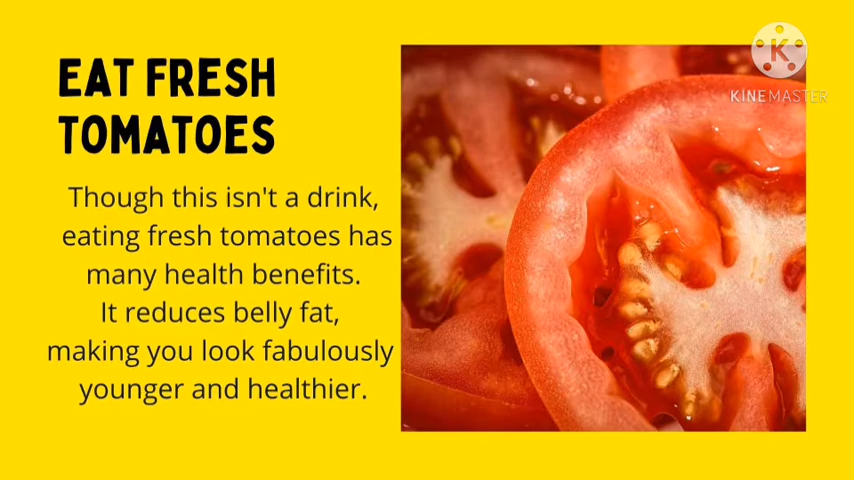 EAT FRESH
TOMATOES
Though this isn't a drink,
eating fresh tomatoes has
many health benefits.
It reduces belly fat,
making you look fabulously
younger and healthier.
K
KINEMASTER